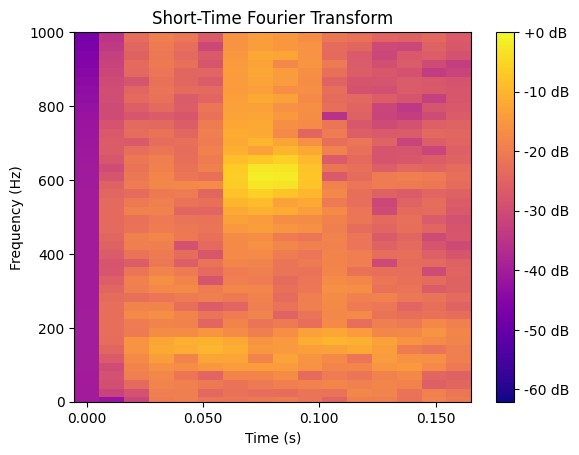 Short-Time Fourier Transform
Frequency (Hz)
1000
800
600
400
200
0
0.000
0.050
0.100
0.150
Time (s)
+0 dB
-10 dB
-20 dB
-30 dB
-40 dB
-50 dB
-60 dB